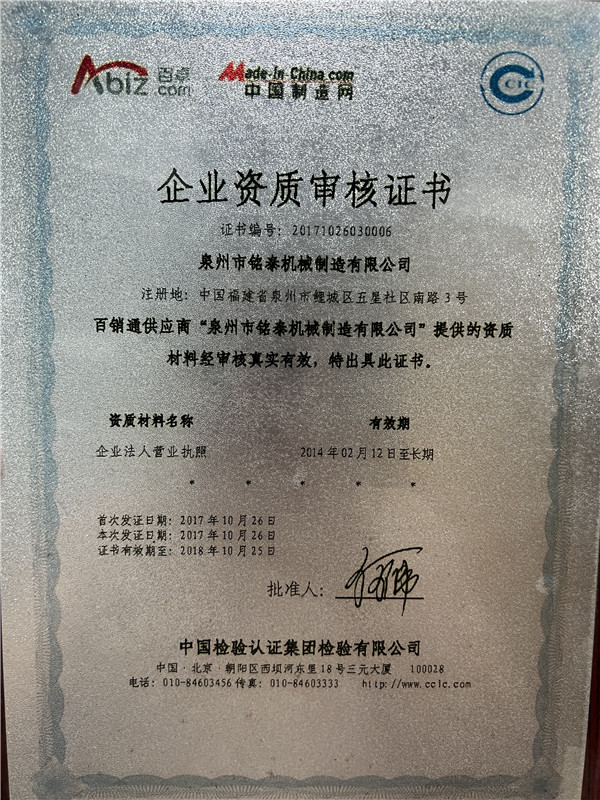 Abiz 百卓
com
Made-in-China.com
中国制造网
CCIC
企业资质审核证书
证书编号：20171026030006
泉州市铭泰机械制造有限公司
注册地：中国福建省泉州市鲤城区五星社区南路3号
百销通供应商“泉州市铭泰机械制造有限公司”提供的资质
材料经审核真实有效，特出具此证书。
资质材料名称 有效期
企业法人营业执照 2014年02月12日至长期
* * * * *
首次发证日期：2017年10月26日
本次发证日期：2017年10月26日
证书有效期至：2018年10月25日
批准人：
中国检验认证集团检验有限公司
中国·北京·朝阳区西坝河东里18号三元大厦 100028
电话：010-84603456 传真：010-84603333 http://www.ccic.com